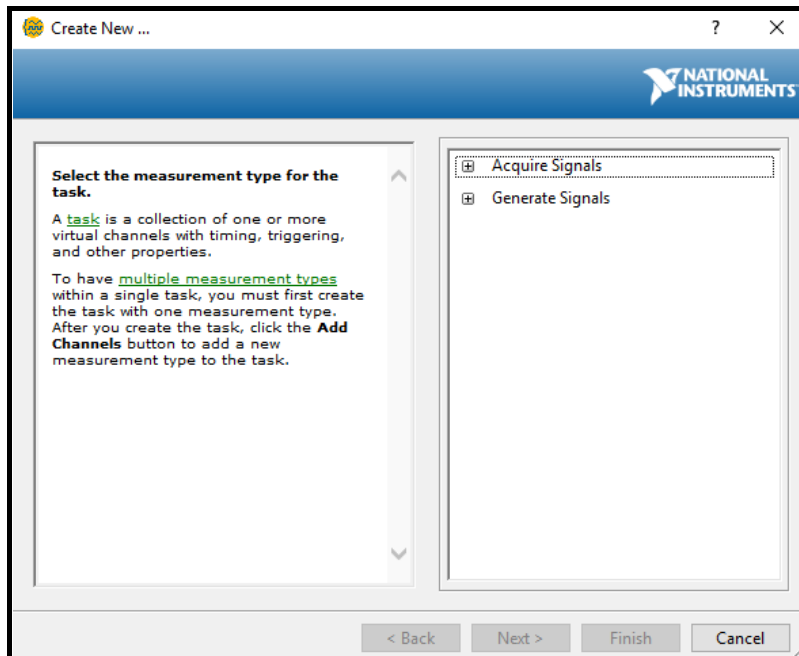 Create New ...
?
NATIONAL
INSTRUMENTS
Select the measurement type for the
task.
A task is a collection of one or more
virtual channels with timing, triggering,
and other properties.
To have multiple measurement types
within a single task, you must first create
the task with one measurement type.
After you create the task, click the Add
Channels button to add a new
measurement type to the task.
Acquire Signals
Generate Signals
< Back
Next >
Finish
Cancel